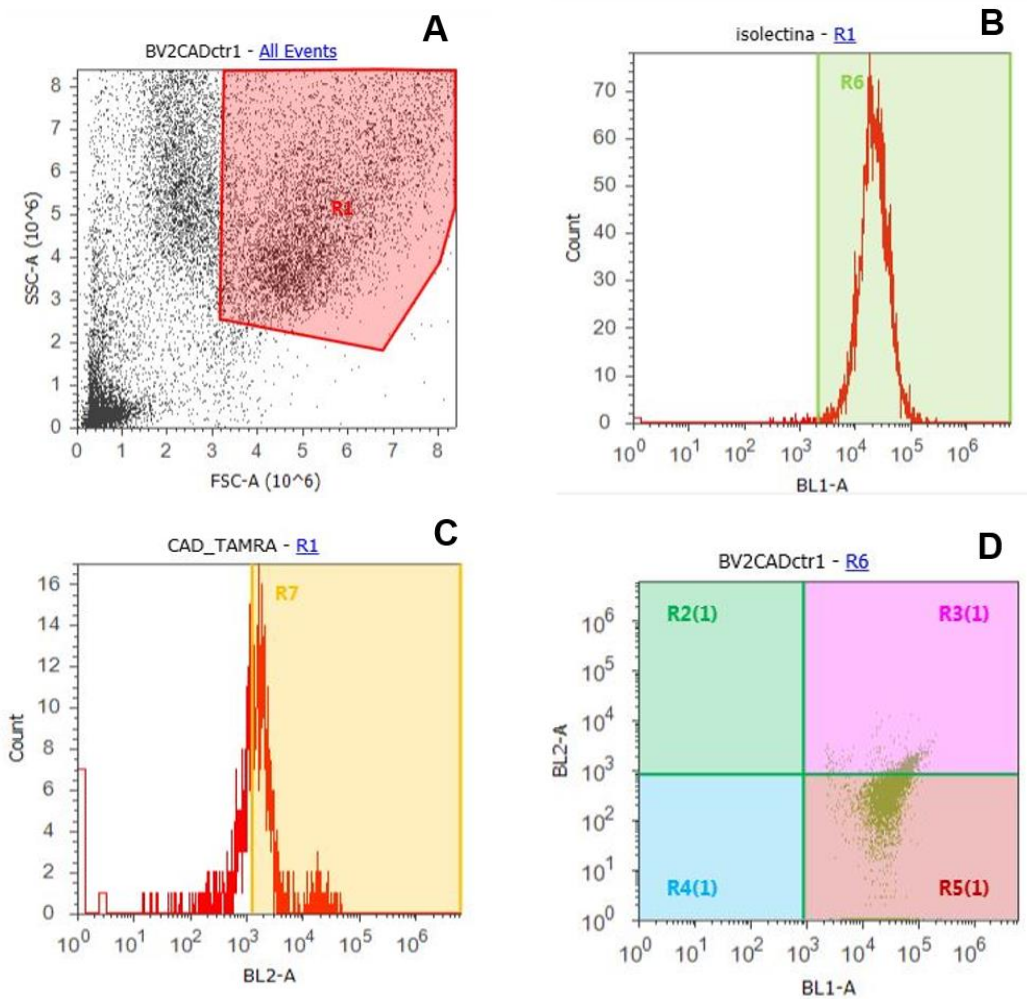 A
BV2CADctr1 - All Events
8
7
6
5
4
3
2
1
0
SSC-A (10^6)
R1
0 1 2 3 4 5 6 7 8
FSC-A (10^6)
B
isolectina - R1
70
60
50
40
30
20
10
0
Count
R6
10^0 10^1 10^2 10^3 10^4 10^5 10^6
BL1-A
C
CAD_TAMRA - R1
16
14
12
10
8
6
4
2
0
Count
R7
10^0 10^1 10^2 10^3 10^4 10^5 10^6
BL2-A
D
BV2CADctr1 - R6
10^6
10^5
10^4
10^3
10^2
10^1
10^0
BL2-A
R2(1) R3(1)
R4(1) R5(1)
10^0 10^1 10^2 10^3 10^4 10^5 10^6
BL1-A